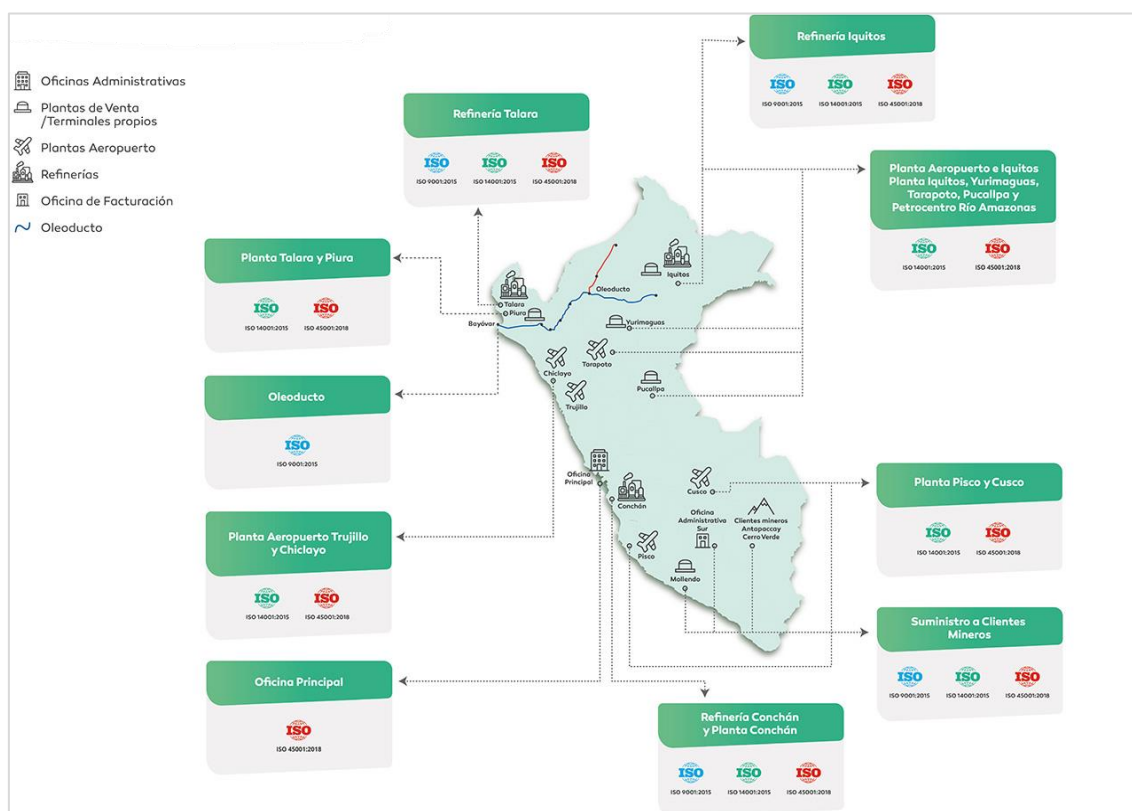 Oficinas Administrativas
Plantas de Venta
/Terminales propios
Plantas Aeropuerto
Refinerías
Oficina de Facturación
Oleoducto
Refinería Talara
ISO ISO ISO
ISO 9001:2015 ISO 14001:2015 ISO 45001:2018
Refinería Iquitos
ISO ISO ISO
ISO 9001:2015 ISO 14001:2015 ISO 45001:2018
Planta Aeropuerto e Iquitos
Planta Iquitos, Yurimaguas,
Tarapoto, Pucallpa y
Petrocentro Río Amazonas
ISO ISO
ISO 14001:2015 ISO 45001:2018
Planta Talara y Piura
ISO ISO
ISO 14001:2015 ISO 45001:2018
Oleoducto
ISO
ISO 9001:2015
Planta Aeropuerto Trujillo
y Chiclayo
ISO ISO
ISO 14001:2015 ISO 45001:2018
Oficina Principal
ISO
ISO 45001:2018
Iquitos
Oleoducto
Talara
Piura
Bayóvar
Yurimaguas
Tarapoto
Chiclayo
Trujillo
Pucallpa
Oficina
Principal
Conchán
Cusco
Oficina
Administrativa
Sur
Clientes mineros
Antapaccay
Cerro Verde
Pisco
Mollendo
Planta Pisco y Cusco
ISO ISO
ISO 14001:2015 ISO 45001:2018
Suministro a Clientes
Mineros
ISO ISO ISO
ISO 9001:2015 ISO 14001:2015 ISO 45001:2018
Refinería Conchán
y Planta Conchán
ISO ISO ISO
ISO 9001:2015 ISO 14001:2015 ISO 45001:2018